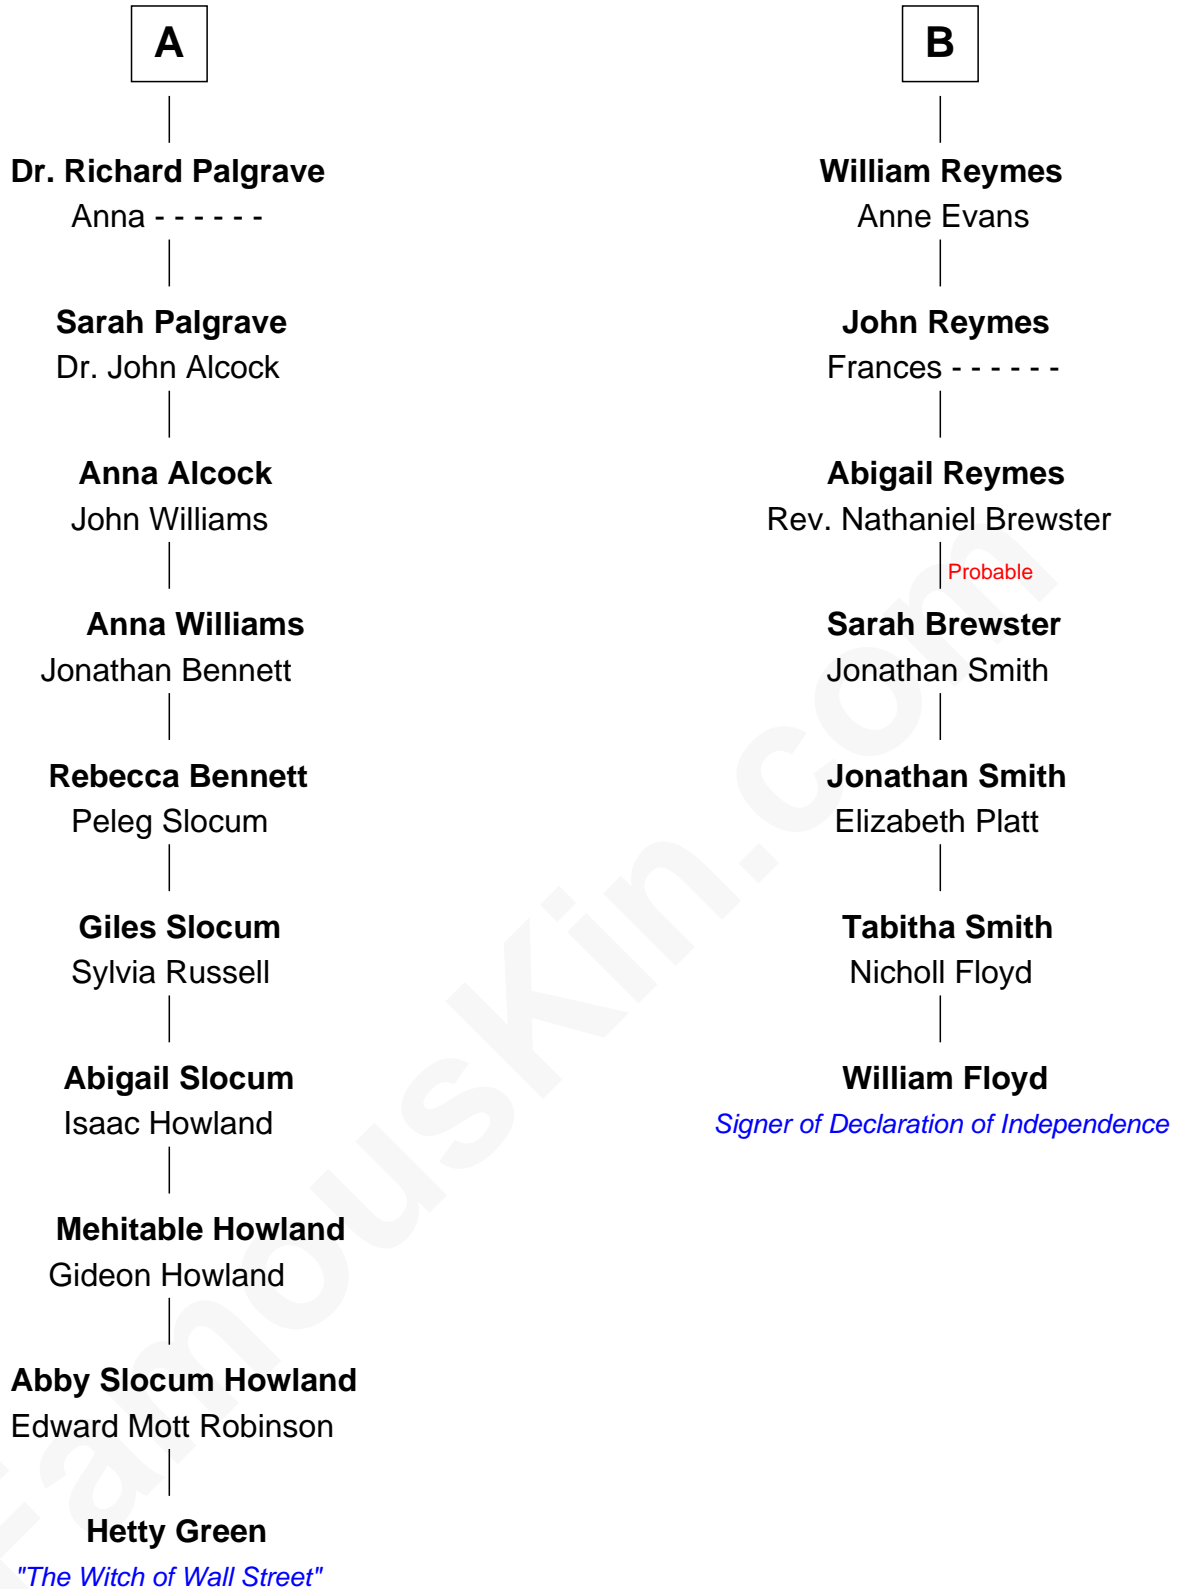 A
Dr. Richard Palgrave
Anna - - - - - -
Sarah Palgrave
Dr. John Alcock
Anna Alcock
John Williams
Anna Williams
Jonathan Bennett
Rebecca Bennett
Peleg Slocum
Giles Slocum
Sylvia Russell
Abigail Slocum
Isaac Howland
Mehitable Howland
Gideon Howland
Abby Slocum Howland
Edward Mott Robinson
Hetty Green
"The Witch of Wall Street"
B
William Reymes
Anne Evans
John Reymes
Frances - - - - - -
Abigail Reymes
Rev. Nathaniel Brewster
Probable
Sarah Brewster
Jonathan Smith
Jonathan Smith
Elizabeth Platt
Tabitha Smith
Nicholl Floyd
William Floyd
Signer of Declaration of Independence
FamousKin.com